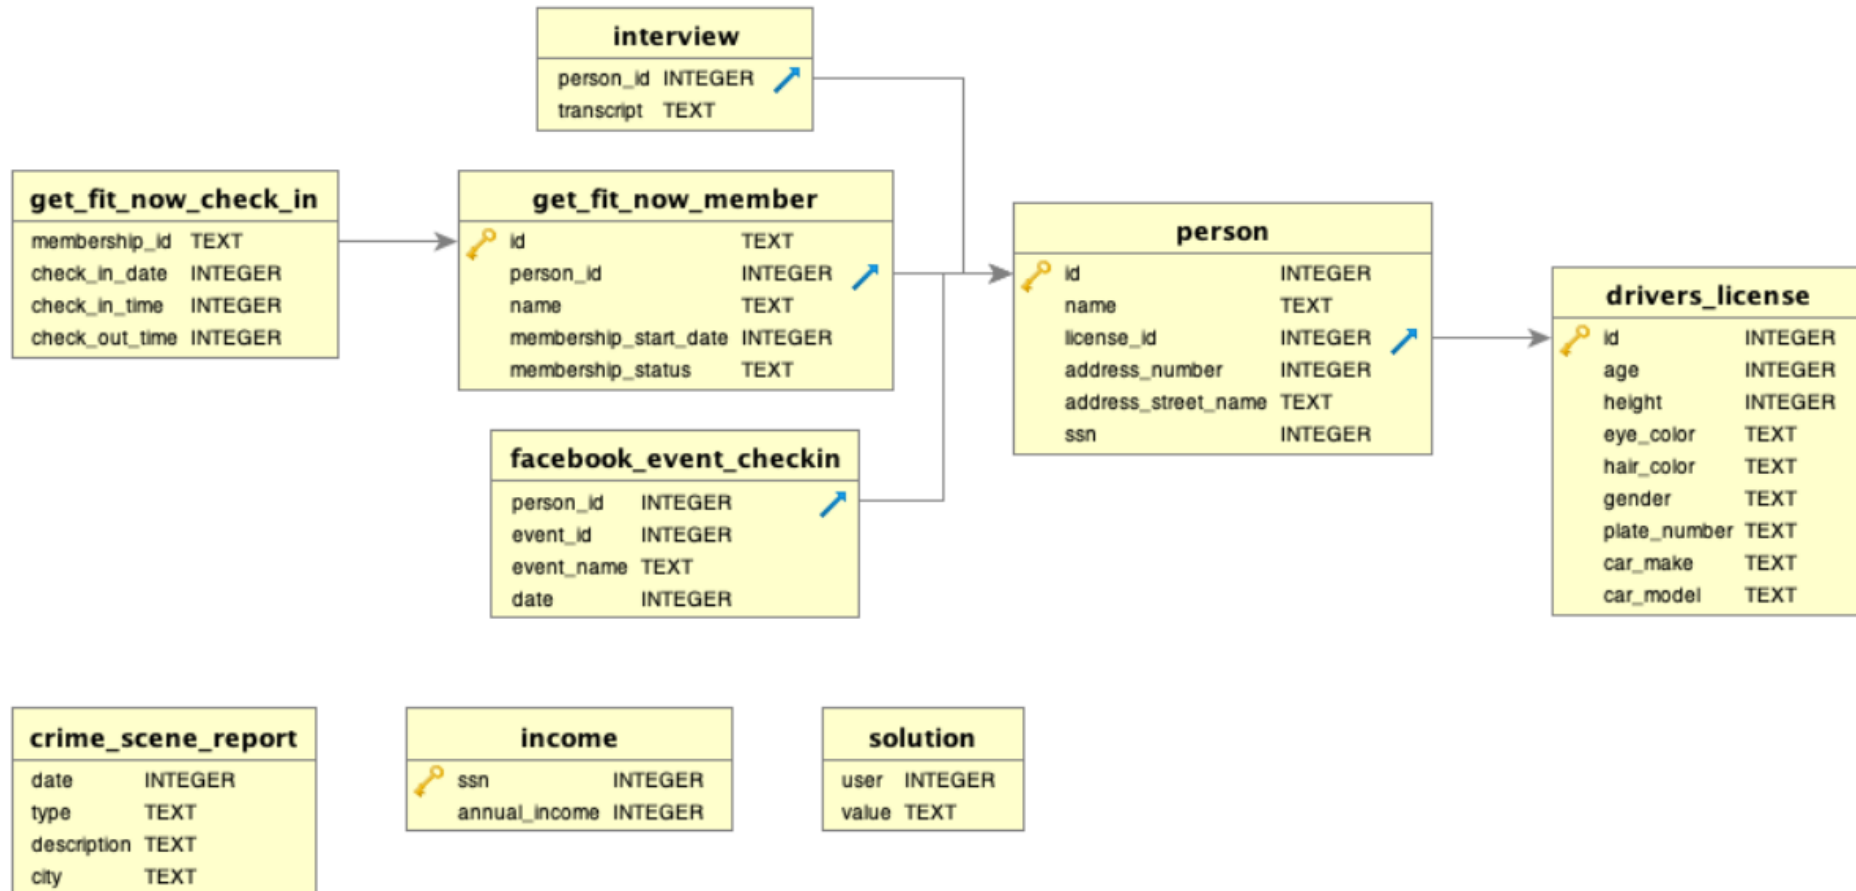 interview
person_id INTEGER
transcript TEXT
get_fit_now_check_in
membership_id TEXT
check_in_date INTEGER
check_in_time INTEGER
check_out_time INTEGER
get_fit_now_member
id TEXT
person_id INTEGER
name TEXT
membership_start_date INTEGER
membership_status TEXT
person
id INTEGER
name TEXT
license_id INTEGER
address_number INTEGER
address_street_name TEXT
ssn INTEGER
drivers_license
id INTEGER
age INTEGER
height INTEGER
eye_color TEXT
hair_color TEXT
gender TEXT
plate_number TEXT
car_make TEXT
car_model TEXT
facebook_event_checkin
person_id INTEGER
event_id INTEGER
event_name TEXT
date INTEGER
crime_scene_report
date INTEGER
type TEXT
description TEXT
city TEXT
income
ssn INTEGER
annual_income INTEGER
solution
user INTEGER
value TEXT